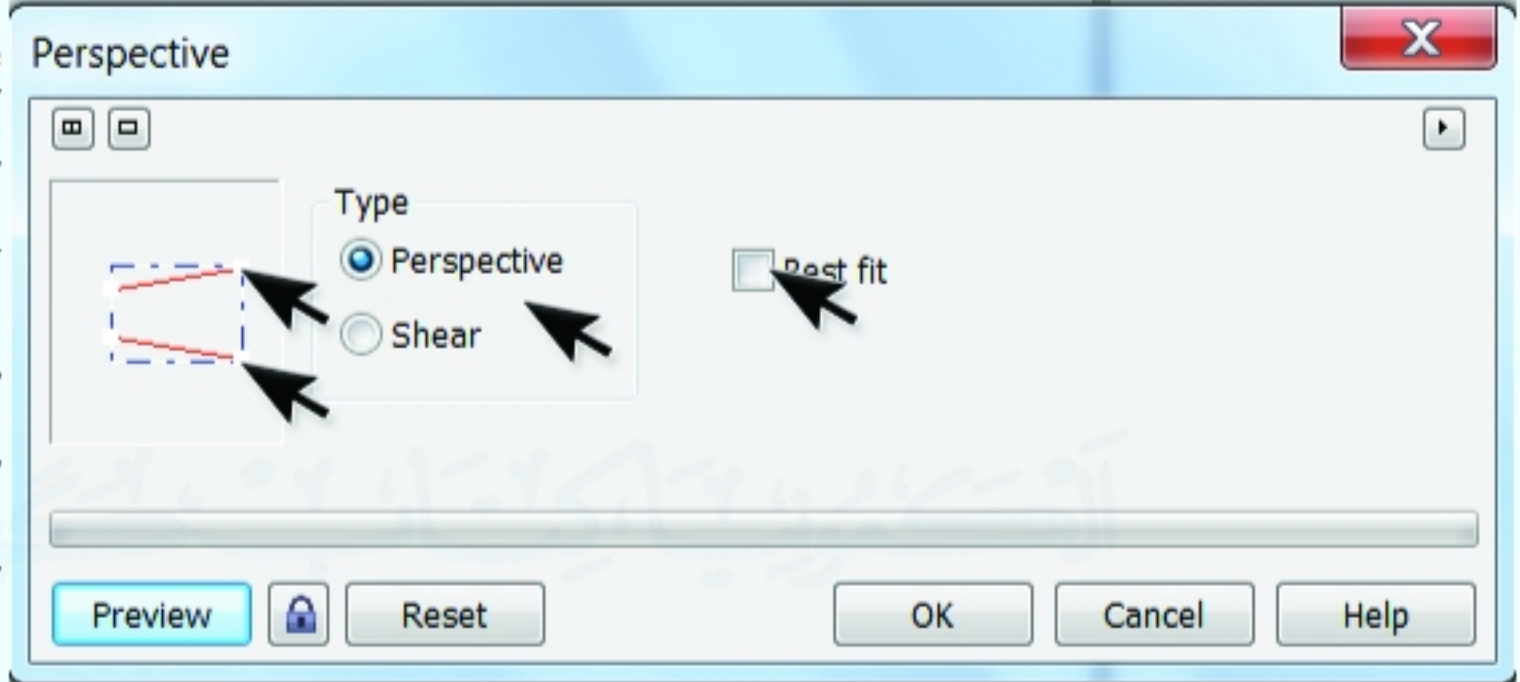 Perspective
Type
Perspective
Shear
Best fit
Preview
Reset
OK
Cancel
Help